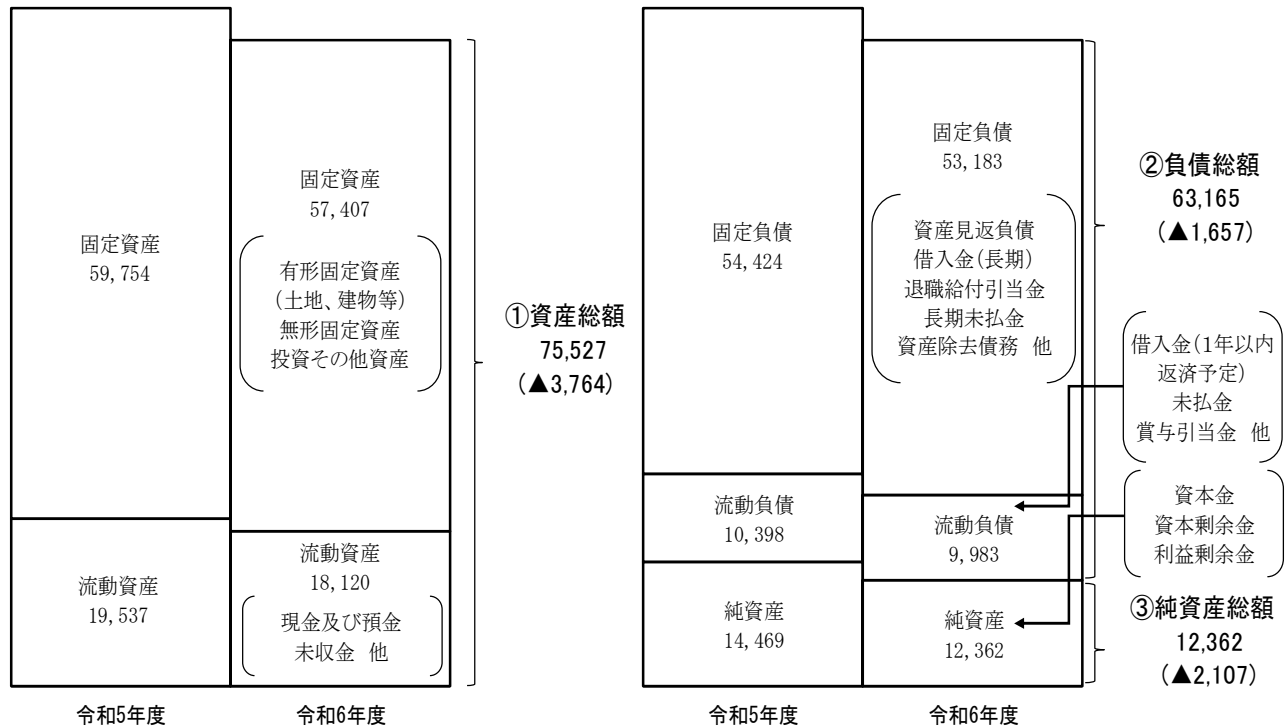 固定資産
59,754
流動資産
19,537
令和5年度
固定資産
57,407
有形固定資産
(土地、建物等)
無形固定資産
投資その他資産
流動資産
18,120
現金及び預金
未収金 他
令和6年度
①資産総額
75,527
(▲3,764)
固定負債
54,424
流動負債
10,398
純資産
14,469
令和5年度
固定負債
53,183
資産見返負債
借入金(長期)
退職給付引当金
長期未払金
資産除去債務 他
流動負債
9,983
純資産
12,362
令和6年度
②負債総額
63,165
(▲1,657)
借入金(1年以内
返済予定)
未払金
賞与引当金 他
資本金
資本剰余金
利益剰余金
③純資産総額
12,362
(▲2,107)